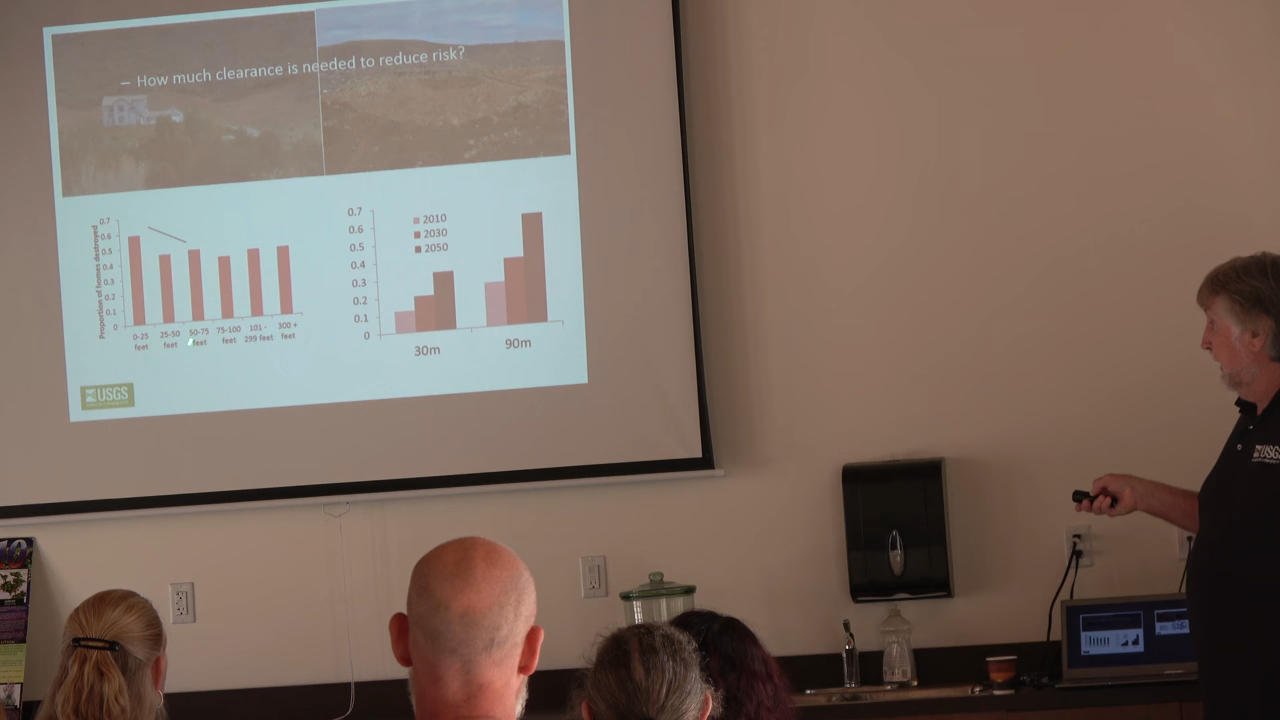 – How much clearance is needed to reduce risk?
Proportion of homes destroyed
0.7
0.6
0.5
0.4
0.3
0.2
0.1
0
0-25 feet
25-50 feet
50-75 feet
75-100 feet
101 - 299 feet
300 + feet
0.7
0.6
0.5
0.4
0.3
0.2
0.1
0
2010
2030
2050
30m
90m
USGS
USGS